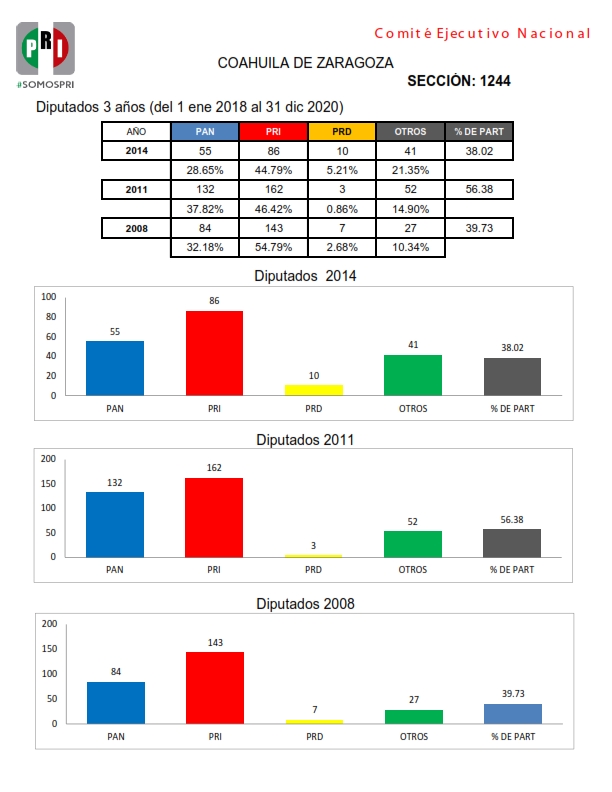 Comité Ejecutivo Nacional
PRI
#SOMOSPRI
COAHUILA DE ZARAGOZA
SECCIÓN: 1244
Diputados 3 años (del 1 ene 2018 al 31 dic 2020)
AÑO PAN PRI PRD OTROS % DE PART
2014 55 86 10 41 38.02
28.65% 44.79% 5.21% 21.35%
2011 132 162 3 52 56.38
37.82% 46.42% 0.86% 14.90%
2008 84 143 7 27 39.73
32.18% 54.79% 2.68% 10.34%
Diputados 2014
100
80
60
40
20
0
55 86 10 41 38.02
PAN PRI PRD OTROS % DE PART
Diputados 2011
200
150
100
50
0
132 162 3 52 56.38
PAN PRI PRD OTROS % DE PART
Diputados 2008
200
150
100
50
0
84 143 7 27 39.73
PAN PRI PRD OTROS % DE PART